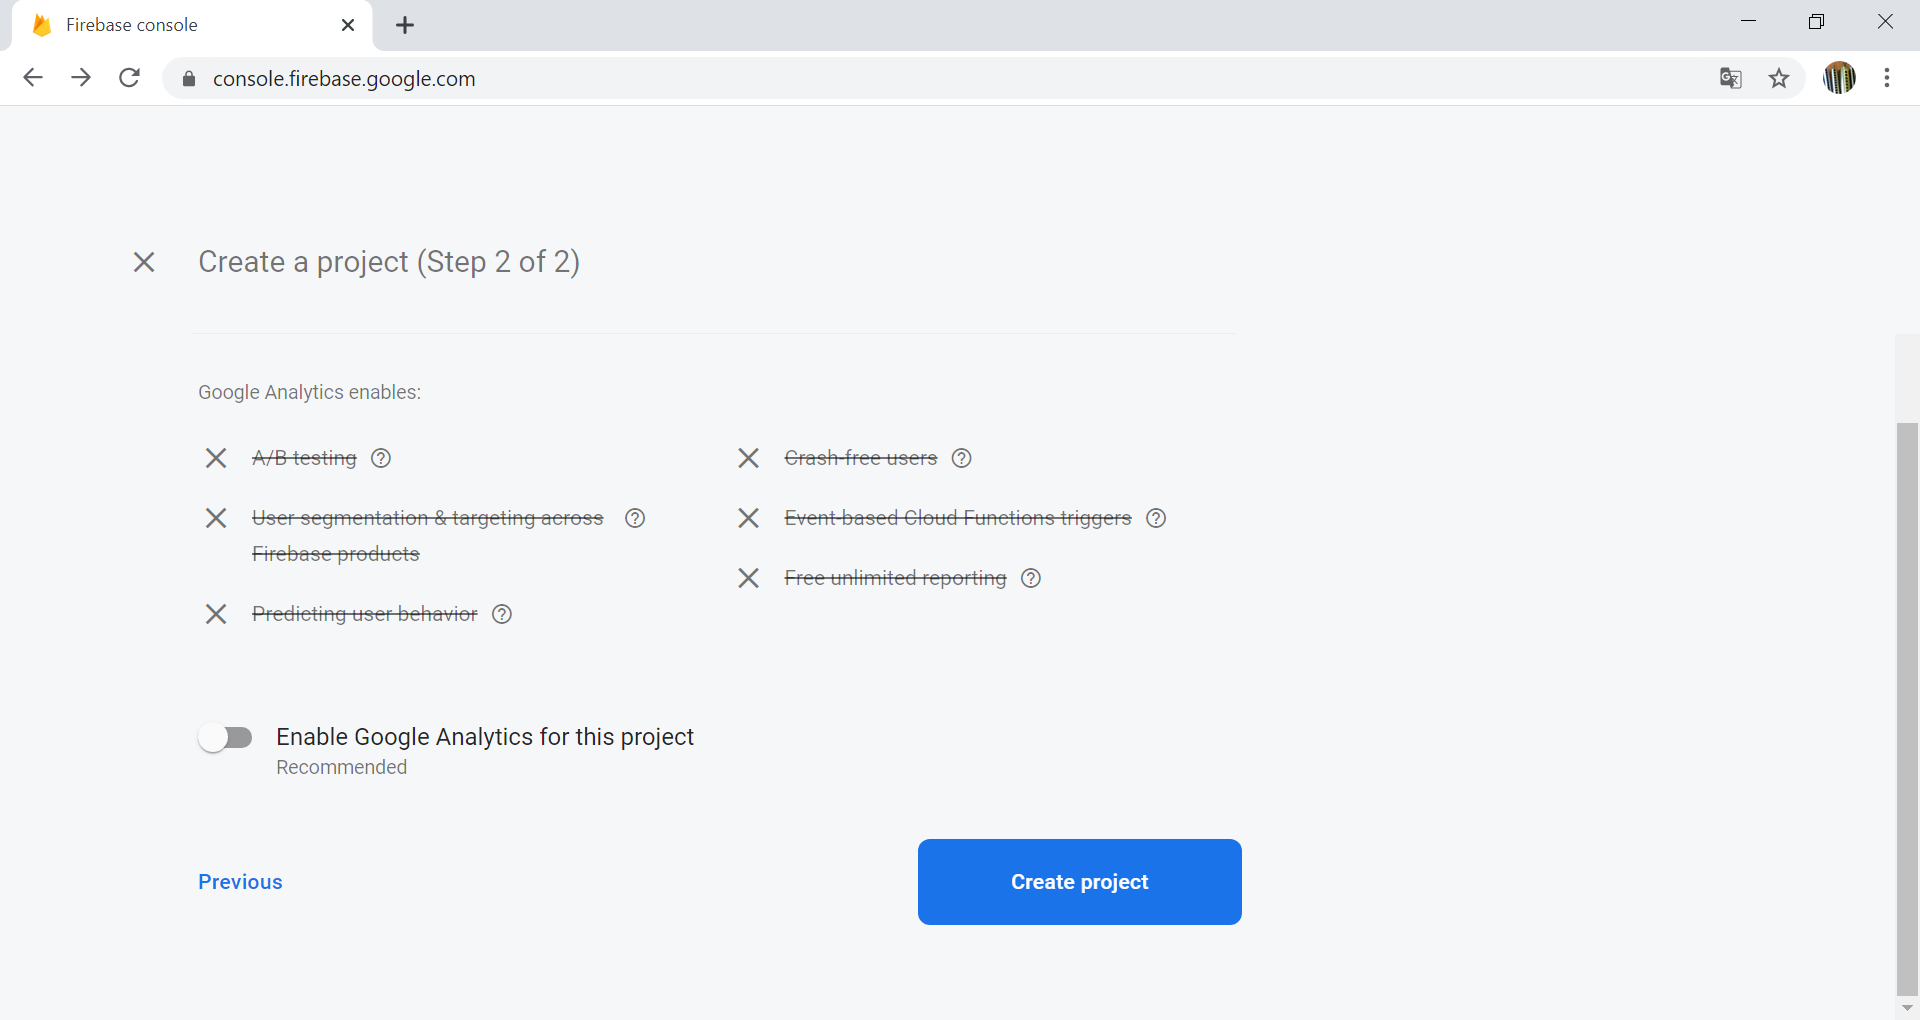 Firebase console
console.firebase.google.com
Create a project (Step 2 of 2)
Google Analytics enables:
A/B testing
Crash-free users
User segmentation & targeting across
Firebase products
Event-based Cloud Functions triggers
Free unlimited reporting
Predicting user behavior
Enable Google Analytics for this project
Recommended
Previous
Create project